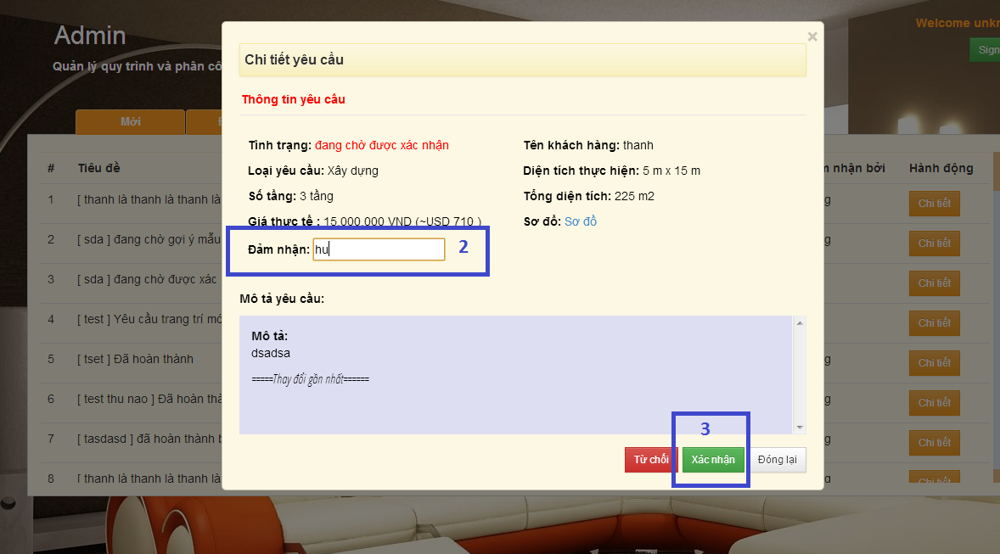 Admin
Welcome
Quản lý quy trình và phân
Sign
Mới
# Tiêu đề nhận bởi Hành động
1 [ thanh là thanh là thanh là Chi tiết
2 [ sda ] đang chờ gợi ý mẫu Chi tiết
3 [ sda ] đang chờ được xác Chi tiết
4 [ test ] Yêu cầu trang trí Chi tiết
5 [ tset ] Đã hoàn thành Chi tiết
6 [ test thu nao ] Đã hoàn Chi tiết
7 [ tasdasd ] đã hoàn thành Chi tiết
8 [ thanh là thanh là thanh là Chi tiết
×
Chi tiết yêu cầu
Thông tin yêu cầu
Tình trạng: đang chờ được xác nhận Tên khách hàng: thanh
Loại yêu cầu: Xây dựng Diện tích thực hiện: 5 m x 15 m
Số tầng: 3 tầng Tổng diện tích: 225 m2
Giá thực tế : 15,000,000 VND (~USD 710 ) Sơ đồ: Sơ đồ
Đảm nhận: hu 2
Mô tả yêu cầu:
Mô tả:
dsadsa
=====Thay đổi gần nhất======
3
Từ chối Xác nhận Đóng lại